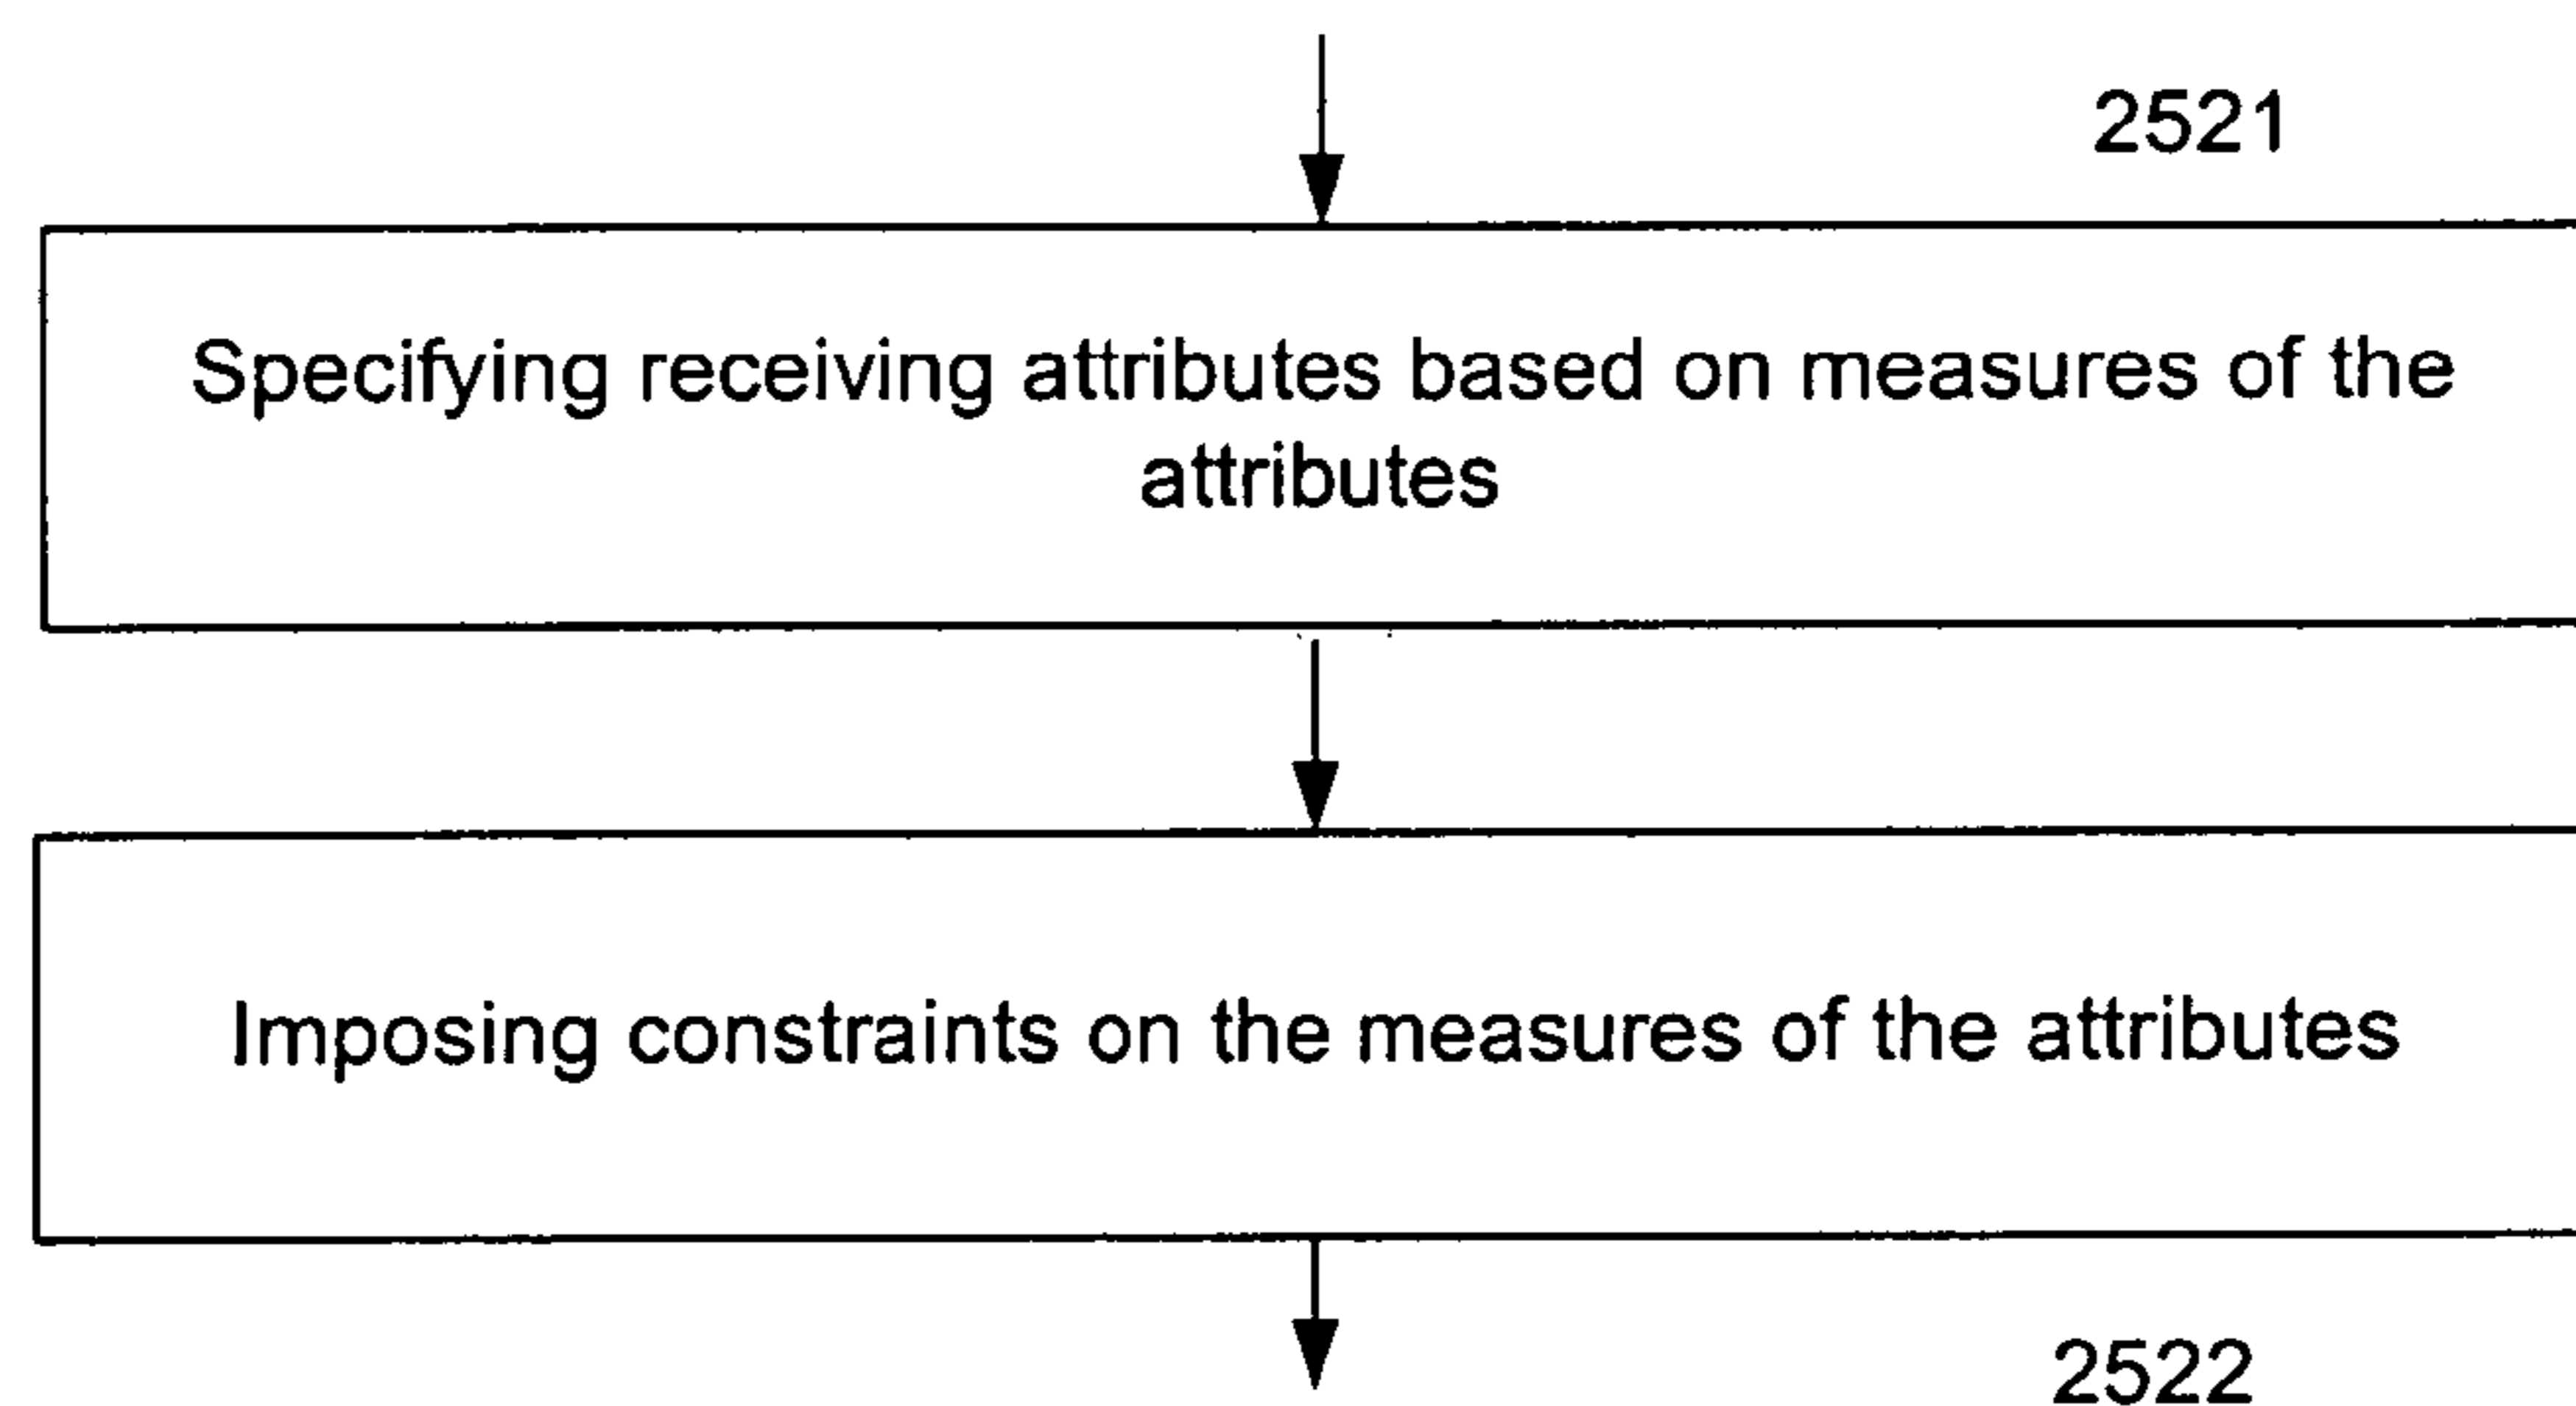 2521
Specifying receiving attributes based on measures of the
attributes
Imposing constraints on the measures of the attributes
2522